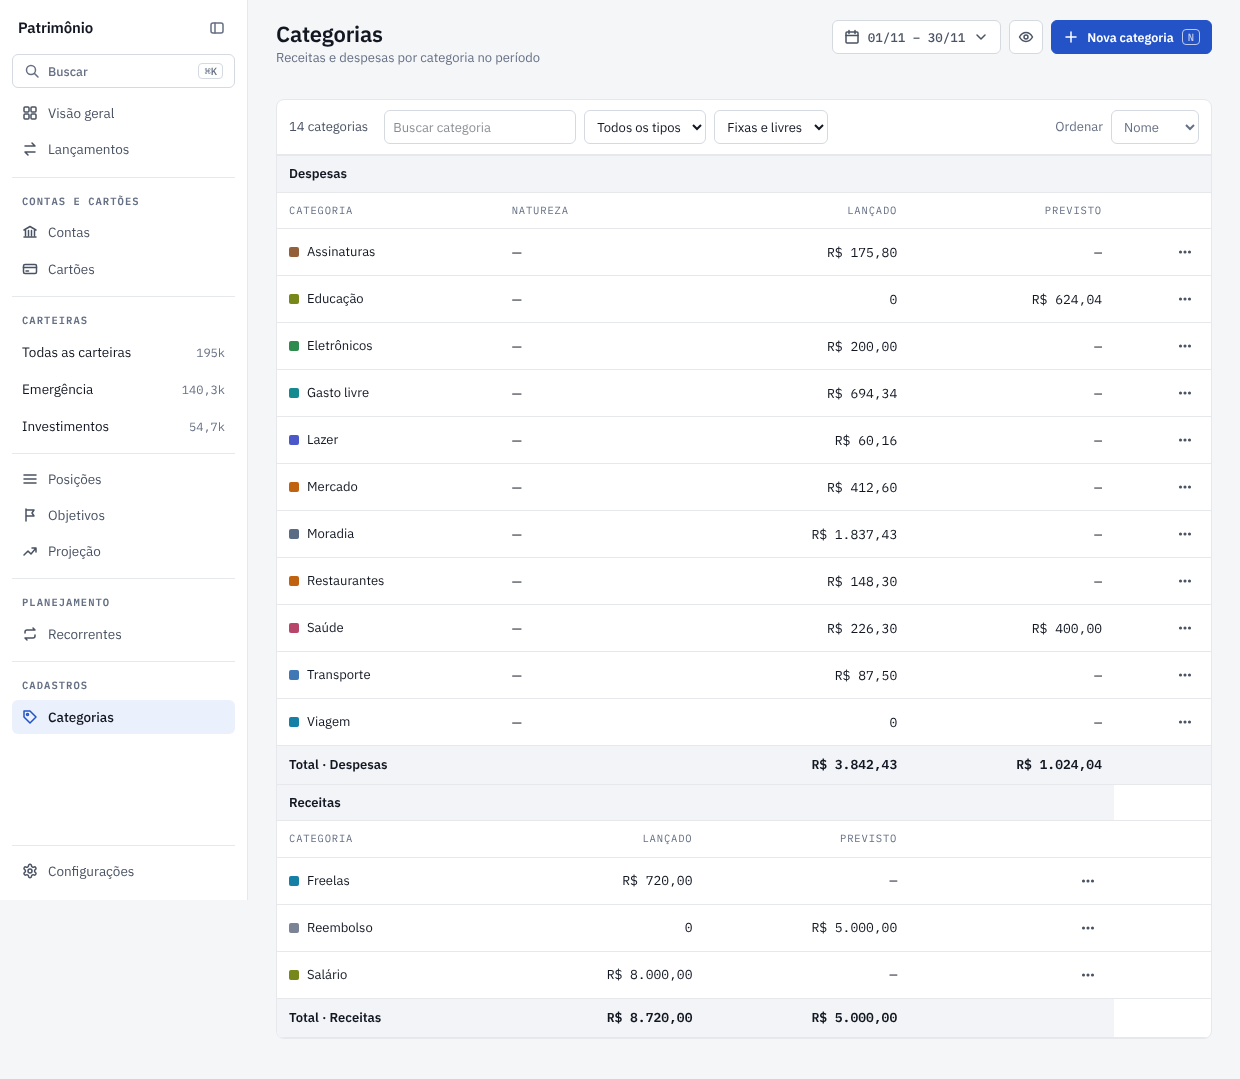 Patrimônio
Buscar ⌘K
Visão geral
Lançamentos
CONTAS E CARTÕES
Contas
Cartões
CARTEIRAS
Todas as carteiras 195k
Emergência 140,3k
Investimentos 54,7k
Posições
Objetivos
Projeção
PLANEJAMENTO
Recorrentes
CADASTROS
Categorias
Configurações
Categorias
Receitas e despesas por categoria no período
01/11 – 30/11
Nova categoria N
14 categorias Buscar categoria Todos os tipos Fixas e livres Ordenar Nome
Despesas
CATEGORIA NATUREZA LANÇADO PREVISTO
Assinaturas — R$ 175,80 —
Educação — 0 R$ 624,04
Eletrônicos — R$ 200,00 —
Gasto livre — R$ 694,34 —
Lazer — R$ 60,16 —
Mercado — R$ 412,60 —
Moradia — R$ 1.837,43 —
Restaurantes — R$ 148,30 —
Saúde — R$ 226,30 R$ 400,00
Transporte — R$ 87,50 —
Viagem — 0 —
Total · Despesas R$ 3.842,43 R$ 1.024,04
Receitas
CATEGORIA LANÇADO PREVISTO
Freelas R$ 720,00 —
Reembolso 0 R$ 5.000,00
Salário R$ 8.000,00 —
Total · Receitas R$ 8.720,00 R$ 5.000,00